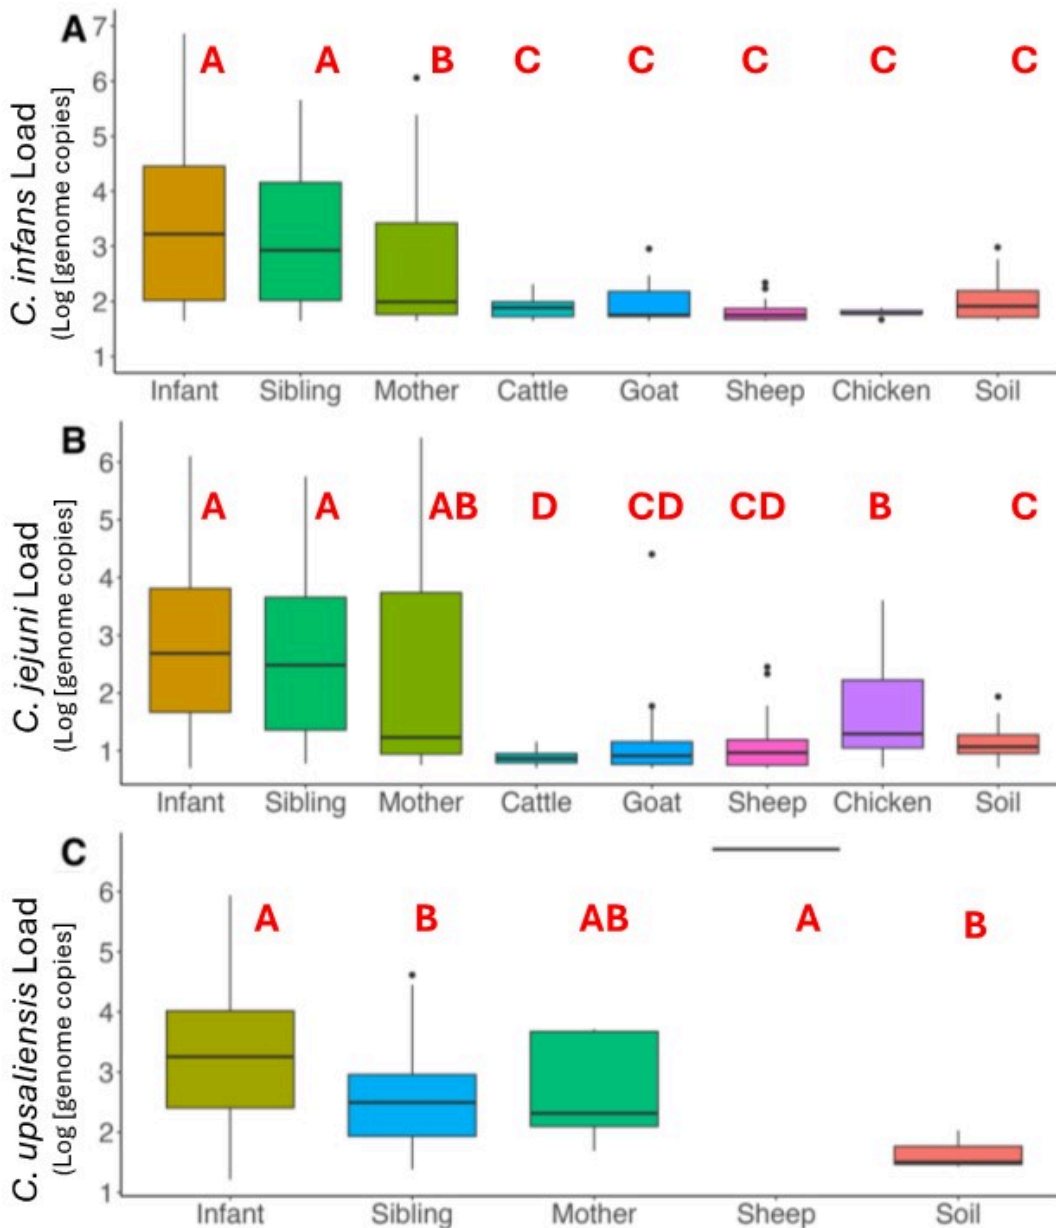 A
C. infans Load
(Log [genome copies)
7
6
5
4
3
2
1
A A B C C C C C
Infant Sibling Mother Cattle Goat Sheep Chicken Soil
B
C. jejuni Load
(Log [genome copies)
6
5
4
3
2
1
A A AB D CD CD B C
Infant Sibling Mother Cattle Goat Sheep Chicken Soil
C
C. upsaliensis Load
(Log [genome copies]
6
5
4
3
2
1
A B AB A B
Infant Sibling Mother Sheep Soil